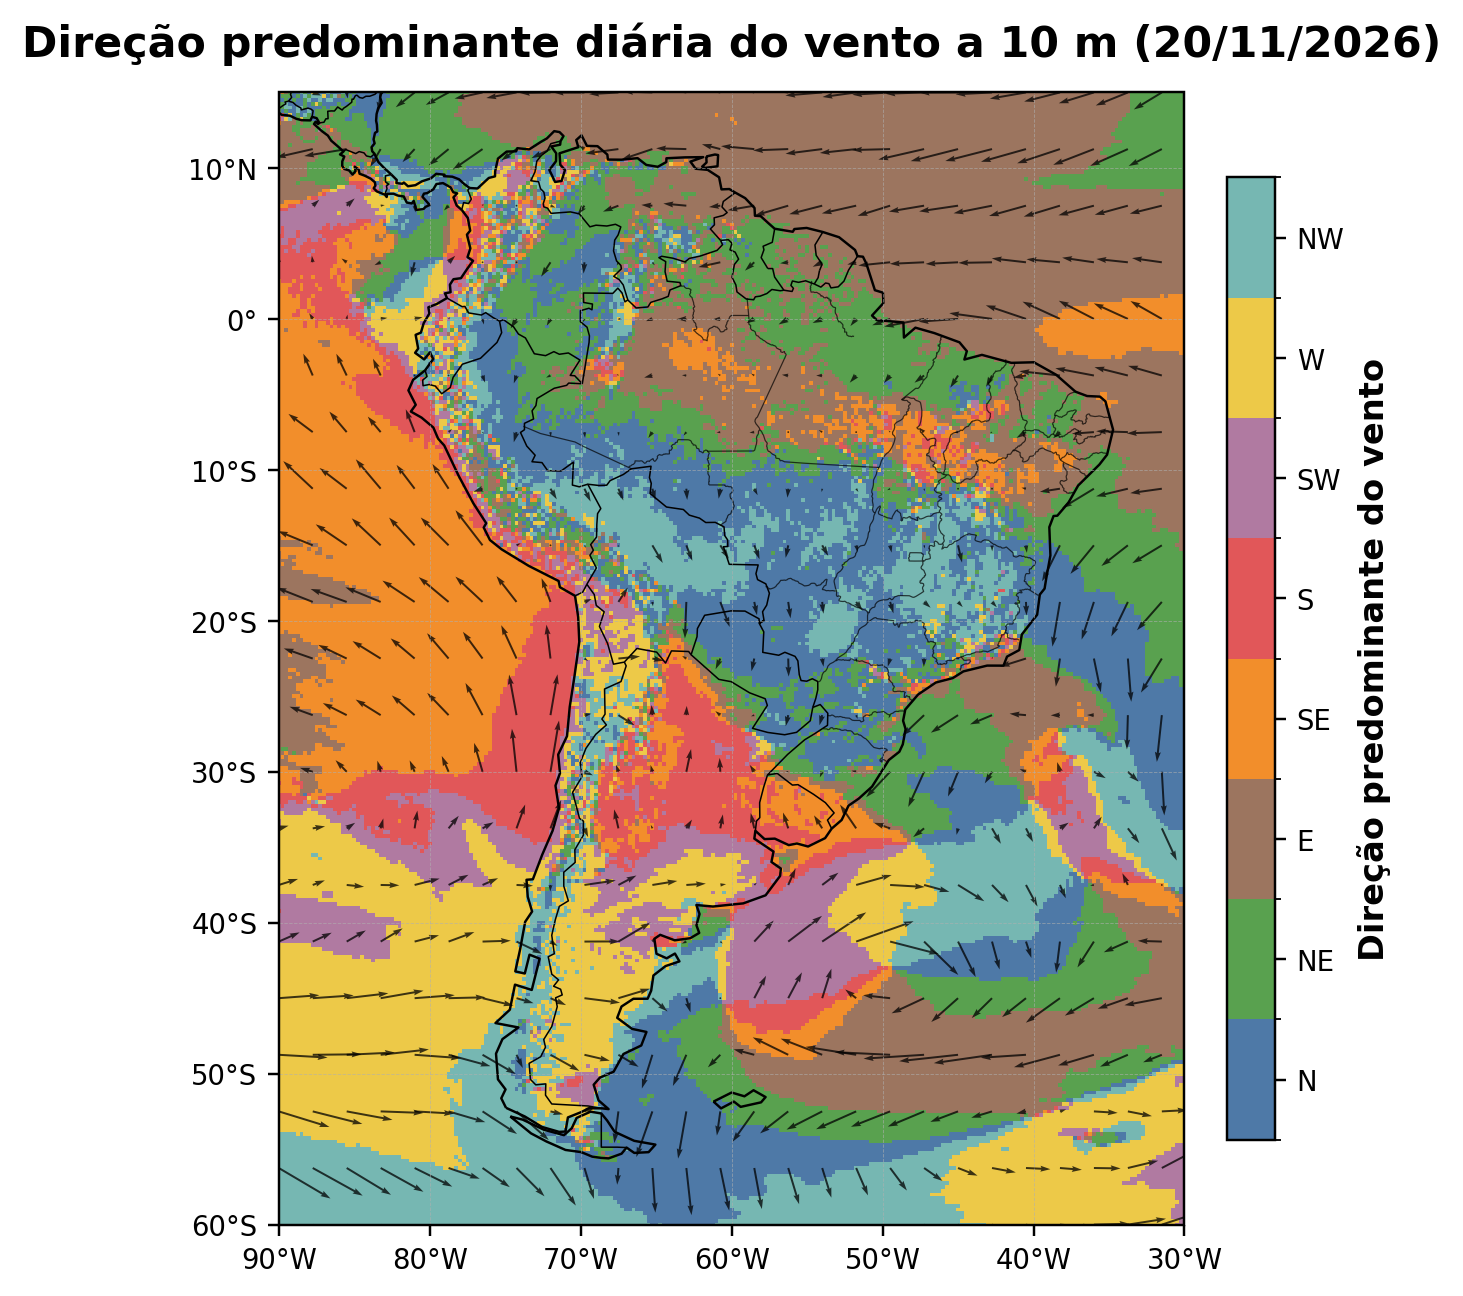 Direção predominante diária do vento a 10 m (20/11/2026)
10°N
0°
10°S
20°S
30°S
40°S
50°S
60°S
90°W
80°W
70°W
60°W
50°W
40°W
30°W
NW
W
SW
S
SE
E
NE
N
Direção predominante do vento